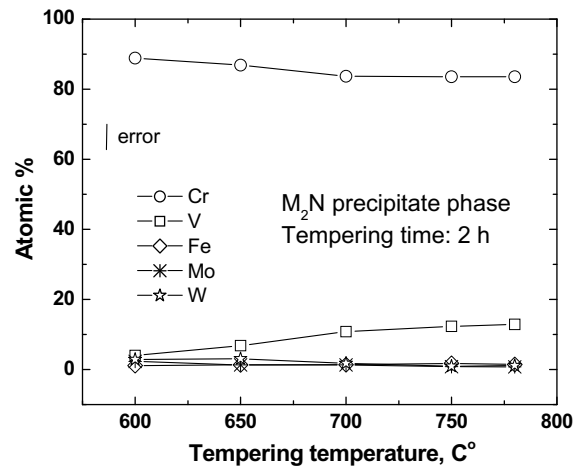 100
80
60
40
20
0
Atomic %
error
Cr
V
Fe
Mo
W
M₂N precipitate phase
Tempering time: 2 h
600 650 700 750 800
Tempering temperature, Cº